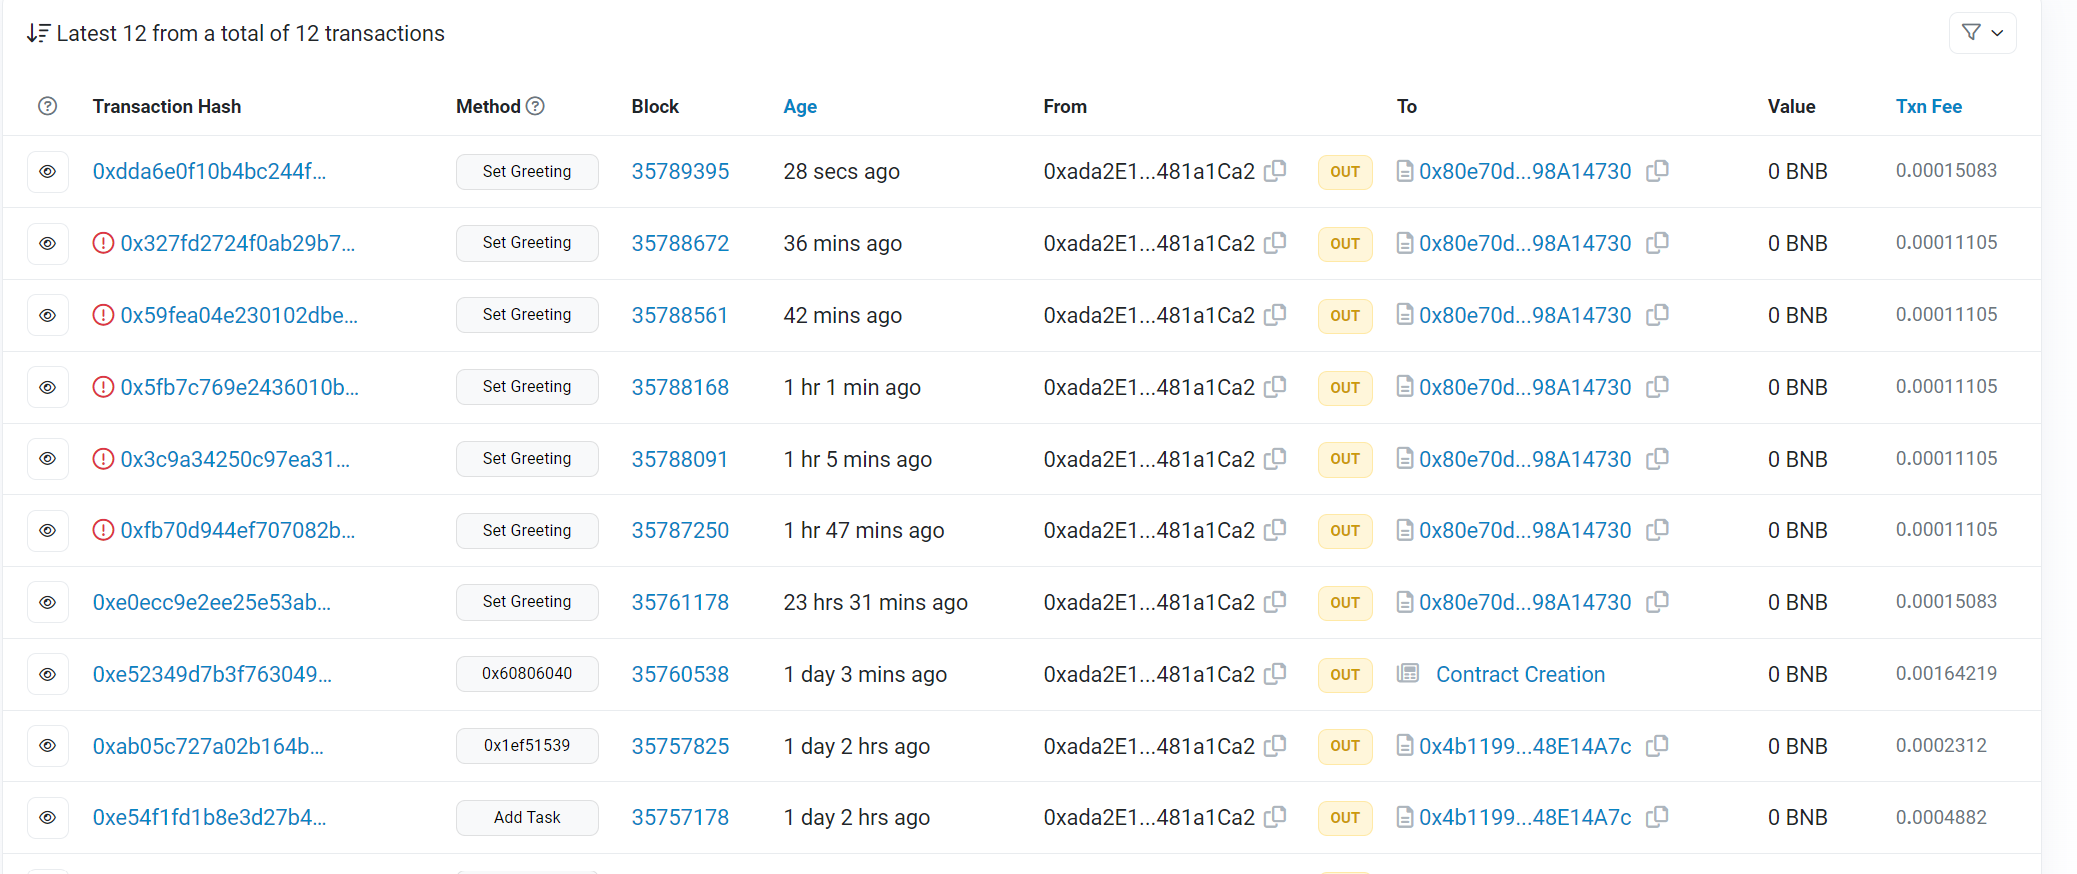 Latest 12 from a total of 12 transactions
Transaction Hash Method Block Age From To Value Txn Fee
0xdda6e0f10b4bc244f... Set Greeting 35789395 28 secs ago 0xada2E1...481a1Ca2 OUT 0x80e70d...98A14730 0 BNB 0.00015083
0x327fd2724f0ab29b7... Set Greeting 35788672 36 mins ago 0xada2E1...481a1Ca2 OUT 0x80e70d...98A14730 0 BNB 0.00011105
0x59fea04e230102dbe... Set Greeting 35788561 42 mins ago 0xada2E1...481a1Ca2 OUT 0x80e70d...98A14730 0 BNB 0.00011105
0x5fb7c769e2436010b... Set Greeting 35788168 1 hr 1 min ago 0xada2E1...481a1Ca2 OUT 0x80e70d...98A14730 0 BNB 0.00011105
0x3c9a34250c97ea31... Set Greeting 35788091 1 hr 5 mins ago 0xada2E1...481a1Ca2 OUT 0x80e70d...98A14730 0 BNB 0.00011105
0xfb70d944ef707082b... Set Greeting 35787250 1 hr 47 mins ago 0xada2E1...481a1Ca2 OUT 0x80e70d...98A14730 0 BNB 0.00011105
0xe0ecc9e2ee25e53ab... Set Greeting 35761178 23 hrs 31 mins ago 0xada2E1...481a1Ca2 OUT 0x80e70d...98A14730 0 BNB 0.00015083
0xe52349d7b3f763049... 0x60806040 35760538 1 day 3 mins ago 0xada2E1...481a1Ca2 OUT Contract Creation 0 BNB 0.00164219
0xab05c727a02b164b... 0x1ef51539 35757825 1 day 2 hrs ago 0xada2E1...481a1Ca2 OUT 0x4b1199...48E14A7c 0 BNB 0.0002312
0xe54f1fd1b8e3d27b4... Add Task 35757178 1 day 2 hrs ago 0xada2E1...481a1Ca2 OUT 0x4b1199...48E14A7c 0 BNB 0.0004882